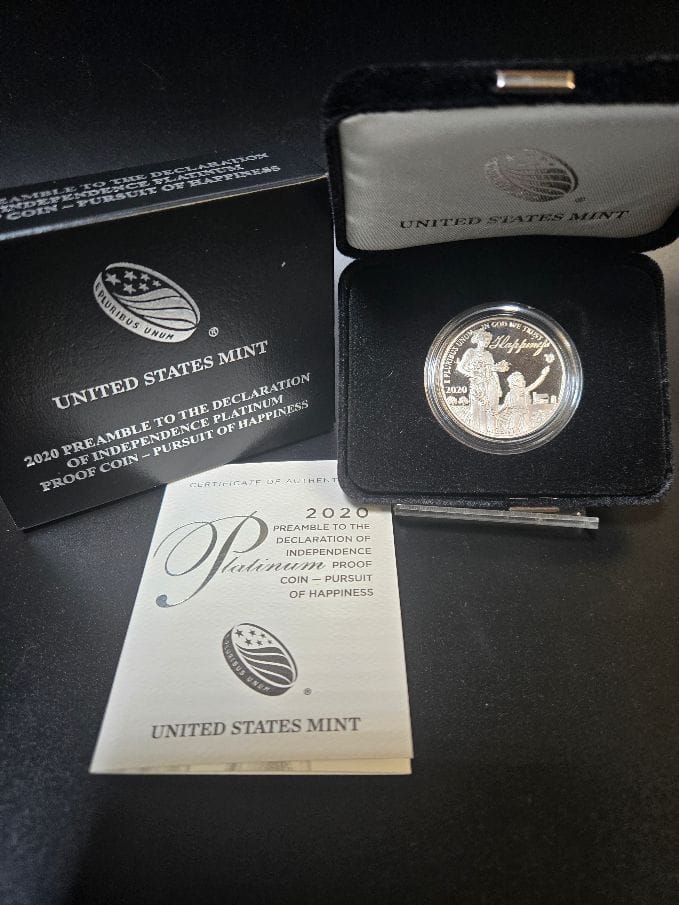 PREAMBLE TO THE DECLARATION
INDEPENDENCE PLATINUM
COIN – PURSUIT OF HAPPINESS
E PLURIBUS UNUM
®
UNITED STATES MINT
2020 PREAMBLE TO THE DECLARATION
OF INDEPENDENCE PLATINUM
PROOF COIN – PURSUIT OF HAPPINESS
®
UNITED STATES MINT
E PLURIBUS UNUM
IN GOD WE TRUST
Happiness
2020
CERTIFICATE OF AUTHENT
2020
PREAMBLE TO THE
DECLARATION OF
INDEPENDENCE
Platinum PROOF
COIN — PURSUIT
OF HAPPINESS
PLURIBUS UNUM
®
UNITED STATES MINT